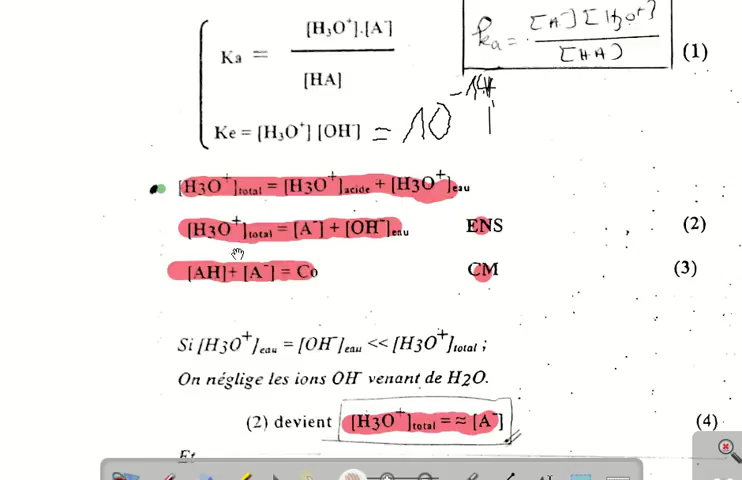 [H₃O⁺].[A⁻]
Ka =
[HA]
Ka = [A⁻] [H₃O⁺]
[HA]
(1)
Ke = [H₃O⁺] [OH⁻] = 10⁻¹⁴
[H3O⁺]total = [H3O⁺]acide + [H3O⁺]eau
[H3O⁺]total = [A⁻] + [OH⁻]eau ENS (2)
[AH]+ [A⁻] = Co CM (3)
Si [H3O⁺]eau = [OH⁻]eau << [H3O⁺]total ;
On néglige les ions OH⁻ venant de H2O.
(2) devient [H3O⁺]total = ≈ [A⁻] (4)
Et